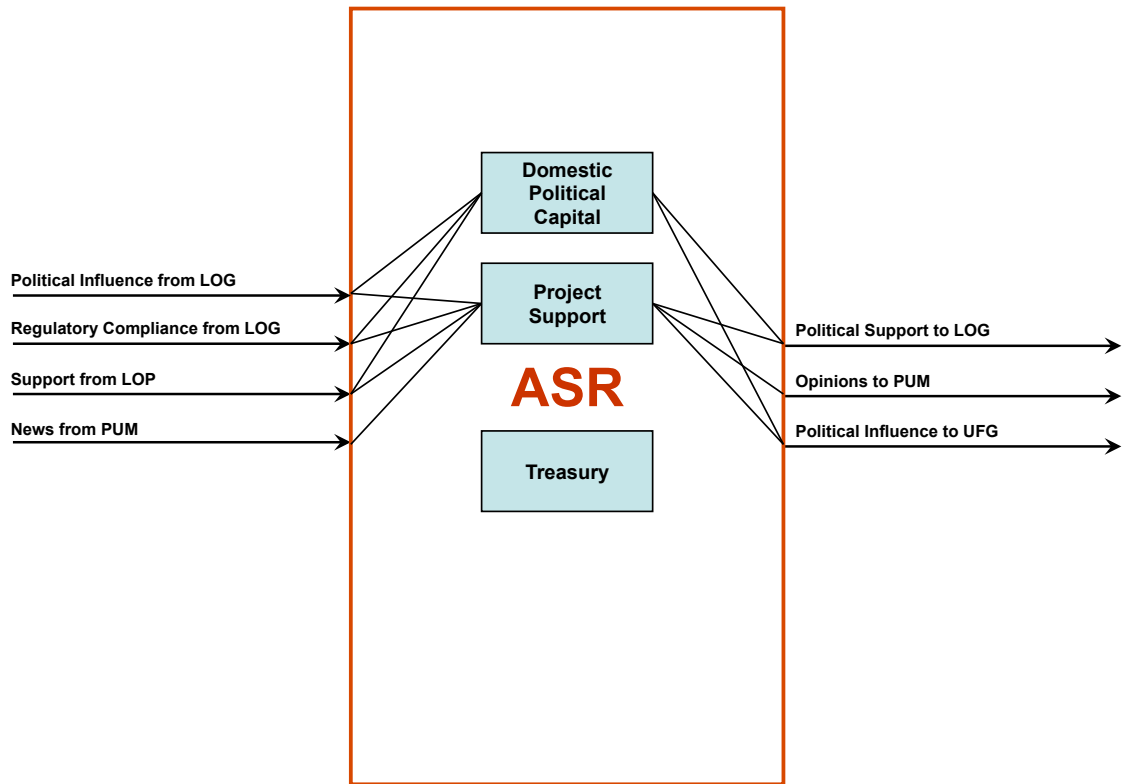 Domestic
Political
Capital
Political Influence from LOG
Project
Support
Regulatory Compliance from LOG
Political Support to LOG
Support from LOP
ASR
Opinions to PUM
News from PUM
Political Influence to UFG
Treasury